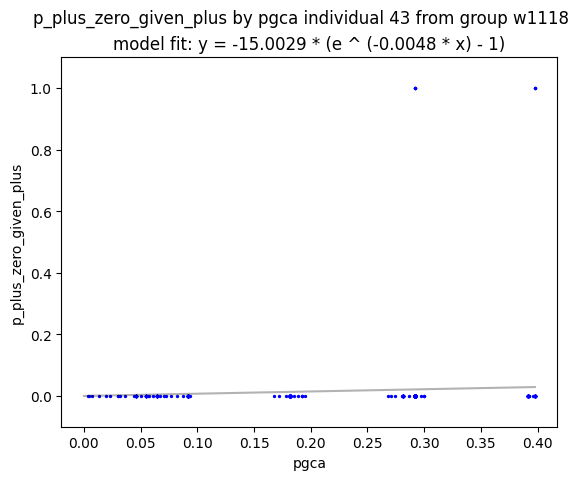 p_plus_zero_given_plus by pgca individual 43 from group w1118
model fit: y = -15.0029 * (e ^ (-0.0048 * x) - 1)
1.0
0.8
0.6
0.4
0.2
0.0
p_plus_zero_given_plus
0.00 0.05 0.10 0.15 0.20 0.25 0.30 0.35 0.40
pgca